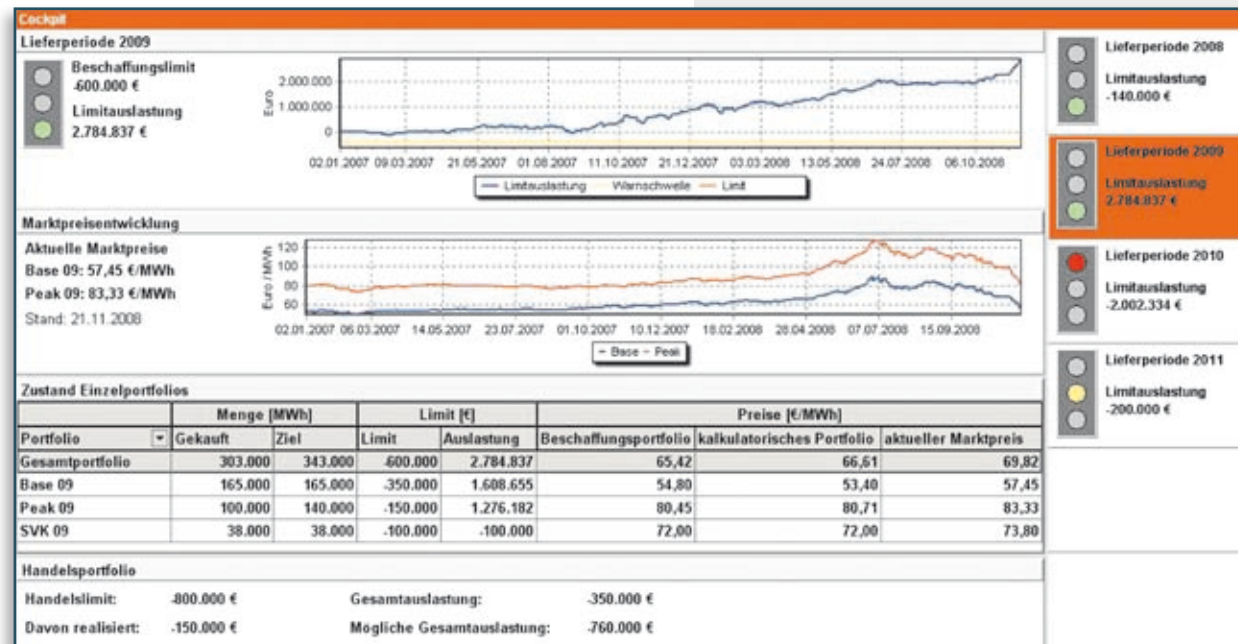 Cockpit
Lieferperiode 2009
Beschaffungslimit
-600.000 €
Limitauslastung
2.784.837 €
Euro
2.000.000
1.000.000
0
02.01.2007 09.03.2007 21.05.2007 01.08.2007 11.10.2007 21.12.2007 03.03.2008 13.05.2008 24.07.2008 06.10.2008
Limitauslastung Warnschwelle Limit
Marktpreisentwicklung
Aktuelle Marktpreise
Base 09: 57,45 €/MWh
Peak 09: 83,33 €/MWh
Stand: 21.11.2008
Euro / MWh
120
100
80
60
02.01.2007 06.03.2007 14.05.2007 23.07.2007 01.10.2007 10.12.2007 18.02.2008 28.04.2008 07.07.2008 15.09.2008
Base Peak
Zustand Einzelportfolios
Menge [MWh] Limit [€] Preise [€/MWh]
Portfolio Gekauft Ziel Limit Auslastung Beschaffungsportfolio kalkulatorisches Portfolio aktueller Marktpreis
Gesamtportfolio 303.000 343.000 -600.000 2.784.837 65,42 66,61 69,82
Base 09 165.000 165.000 -350.000 1.608.655 54,80 53,40 57,45
Peak 09 100.000 140.000 -150.000 1.276.182 80,45 80,71 83,33
SVK 09 38.000 38.000 -100.000 -100.000 72,00 72,00 73,80
Handelsportfolio
Handelslimit: -800.000 € Gesamtauslastung: -350.000 €
Davon realisiert: -150.000 € Mögliche Gesamtauslastung: -760.000 €
Lieferperiode 2008
Limitauslastung
-140.000 €
Lieferperiode 2009
Limitauslastung
2.784.837 €
Lieferperiode 2010
Limitauslastung
-2.002.334 €
Lieferperiode 2011
Limitauslastung
-200.000 €